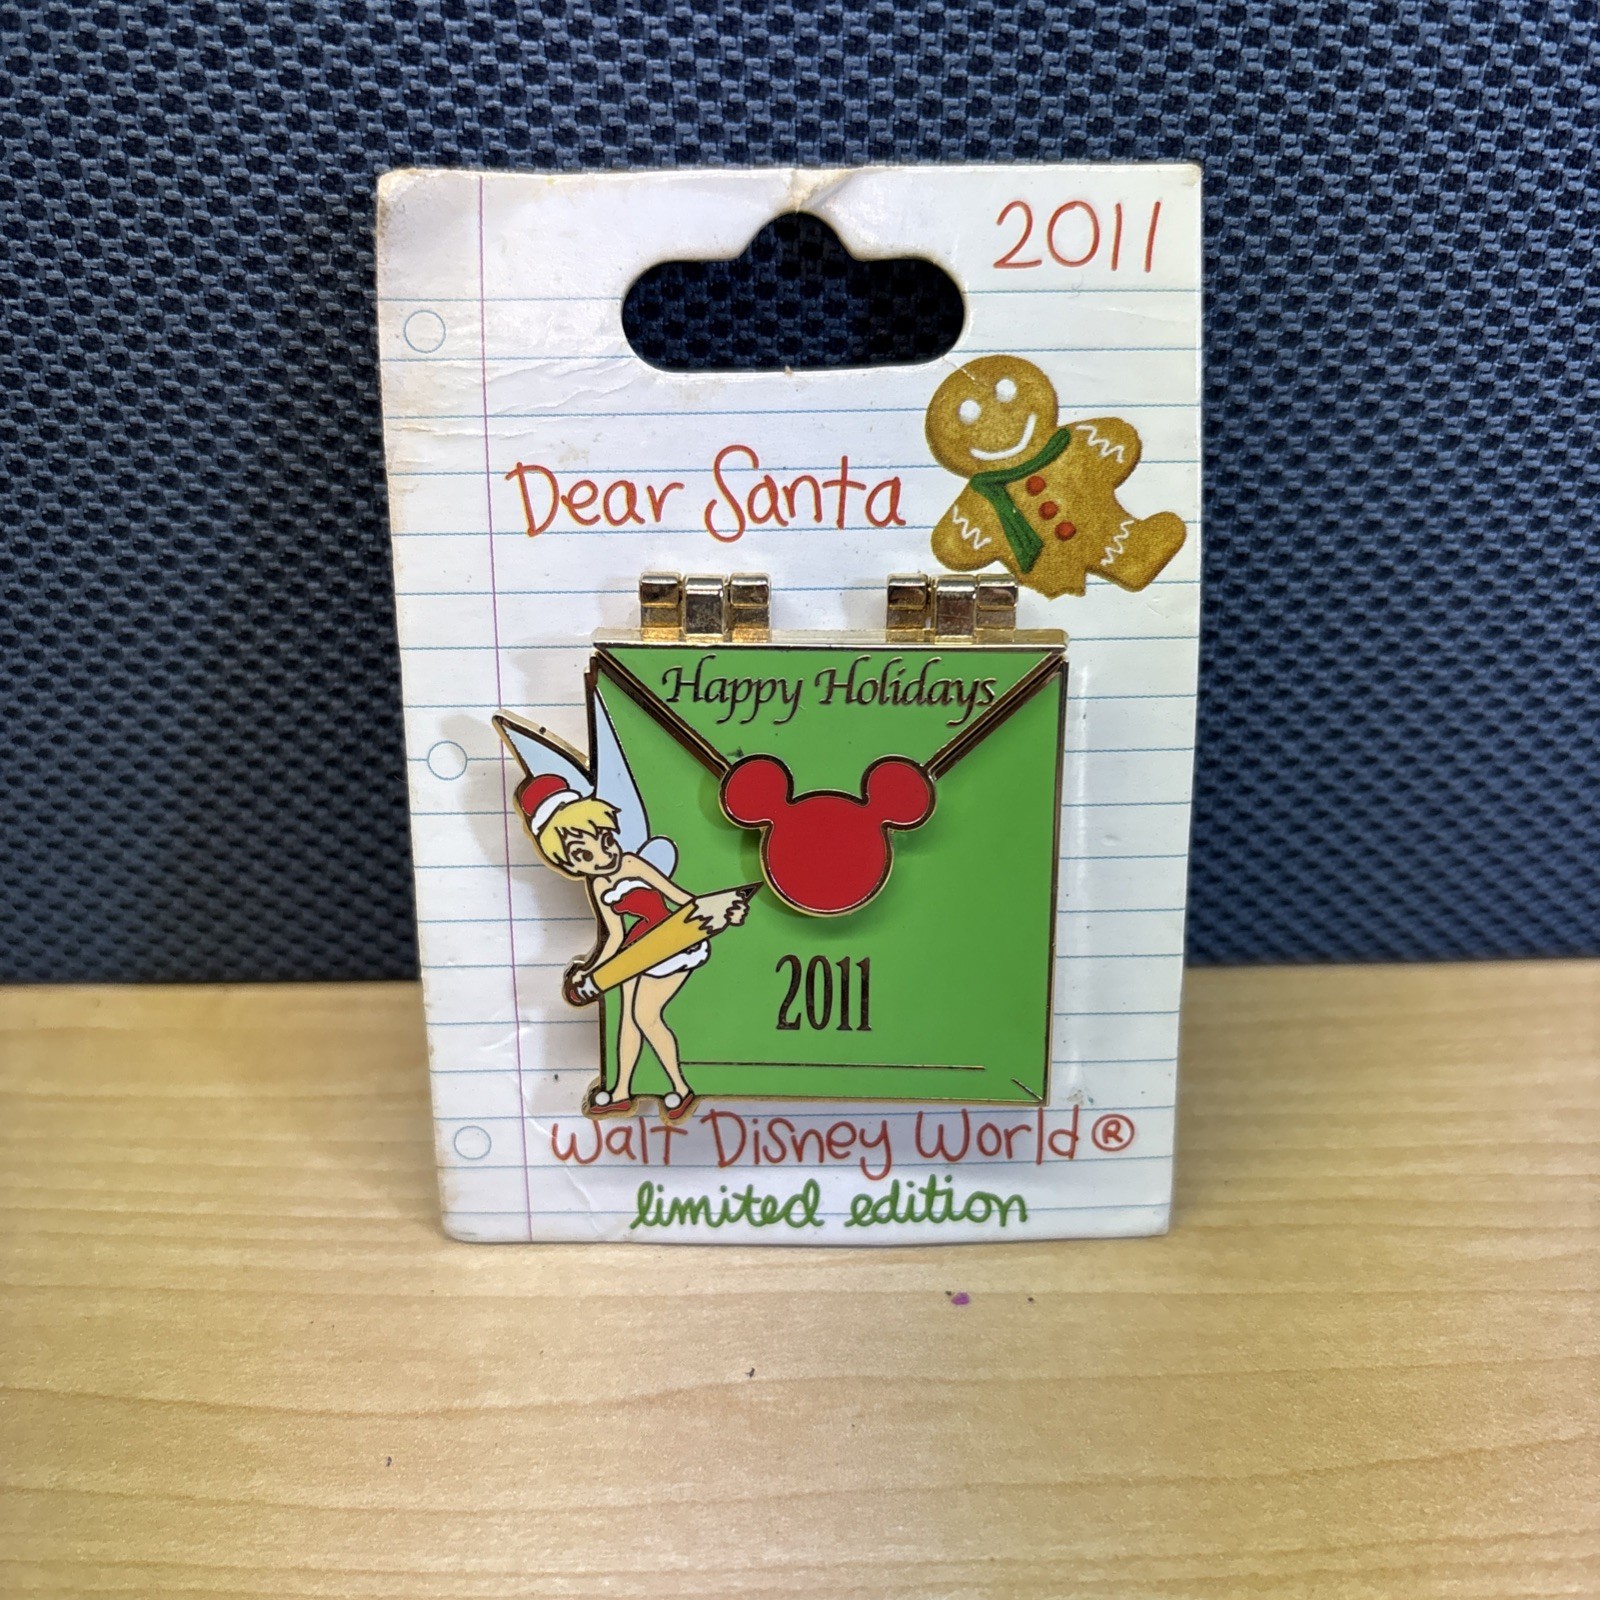 2011
Dear Santa
Happy Holidays
2011
Walt Disney World®
limited edition